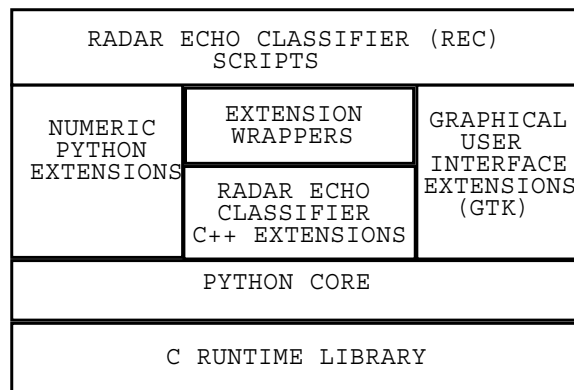 RADAR ECHO CLASSIFIER (REC)
SCRIPTS
NUMERIC
PYTHON
EXTENSIONS
EXTENSION
WRAPPERS
RADAR ECHO
CLASSIFIER
C++ EXTENSIONS
GRAPHICAL
USER
INTERFACE
EXTENSIONS
(GTK)
PYTHON CORE
C RUNTIME LIBRARY